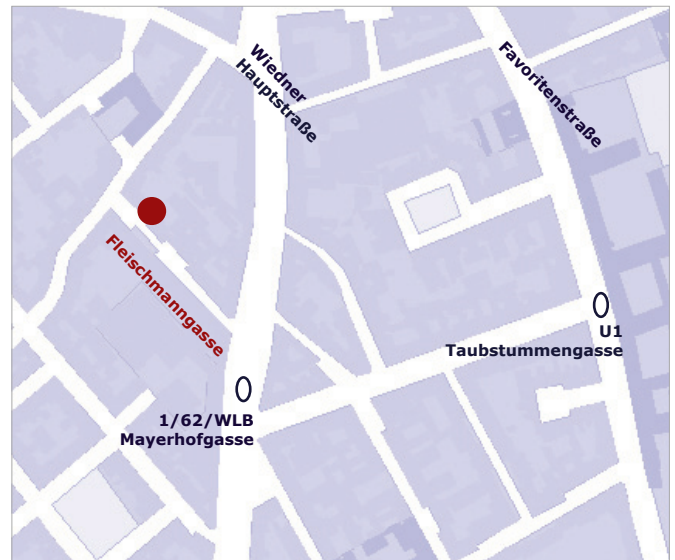 Wiedner
Hauptstraße
Favoritenstraße
Fleischmanngasse
U1
Taubstummengasse
1/62/WLB
Mayerhofgasse